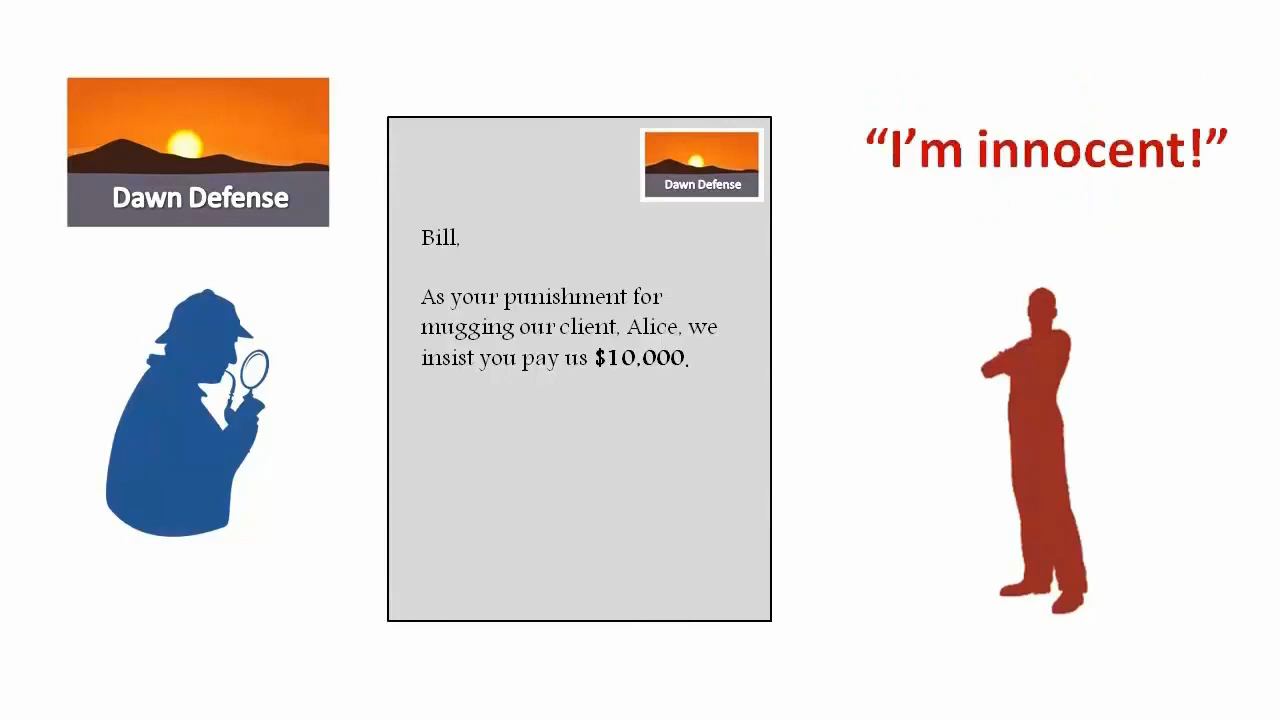 Dawn Defense
Dawn Defense
Bill,
As your punishment for
mugging our client, Alice, we
insist you pay us $10,000.
“I’m innocent!”